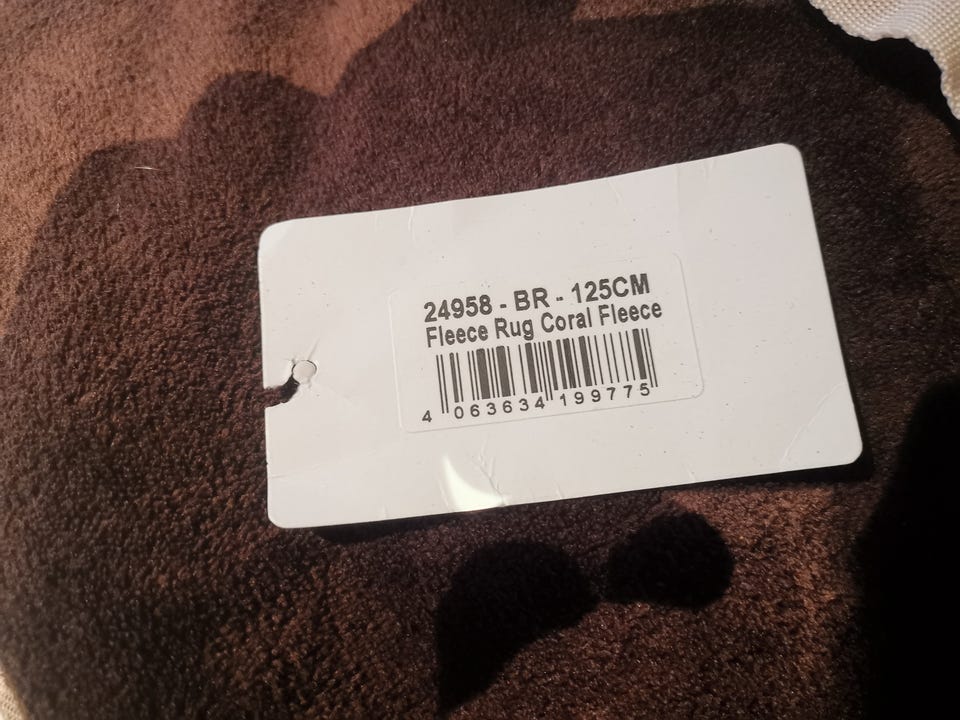 24958 - BR - 125CM
Fleece Rug Coral Fleece
4 063634 199775